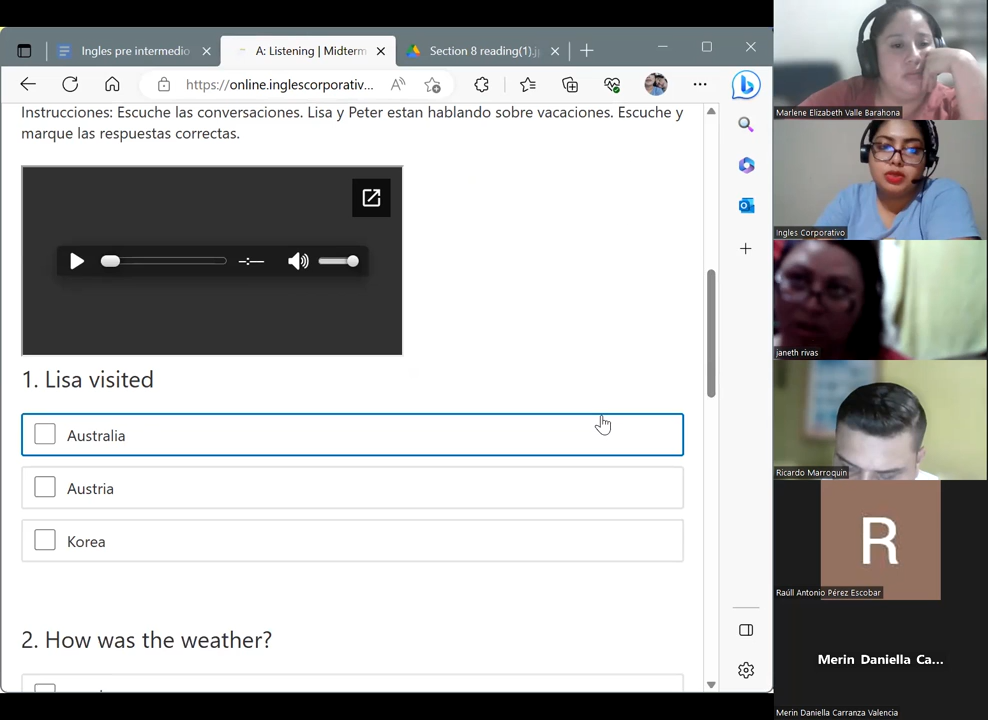 Ingles pre intermedio
A: Listening | Midterm
Section 8 reading(1).j
https://online.inglescorporativ...
Instrucciones: Escuche las conversaciones. Lisa y Peter estan hablando sobre vacaciones. Escuche y
marque las respuestas correctas.
-:--
1. Lisa visited
Australia
Austria
Korea
2. How was the weather?
Marlene Elizabeth Valle Barahona
Ingles Corporativo
janeth rivas
Ricardo Marroquin
R
Raúll Antonio Pérez Escobar
Merin Daniella Ca...
Merin Daniella Carranza Valencia